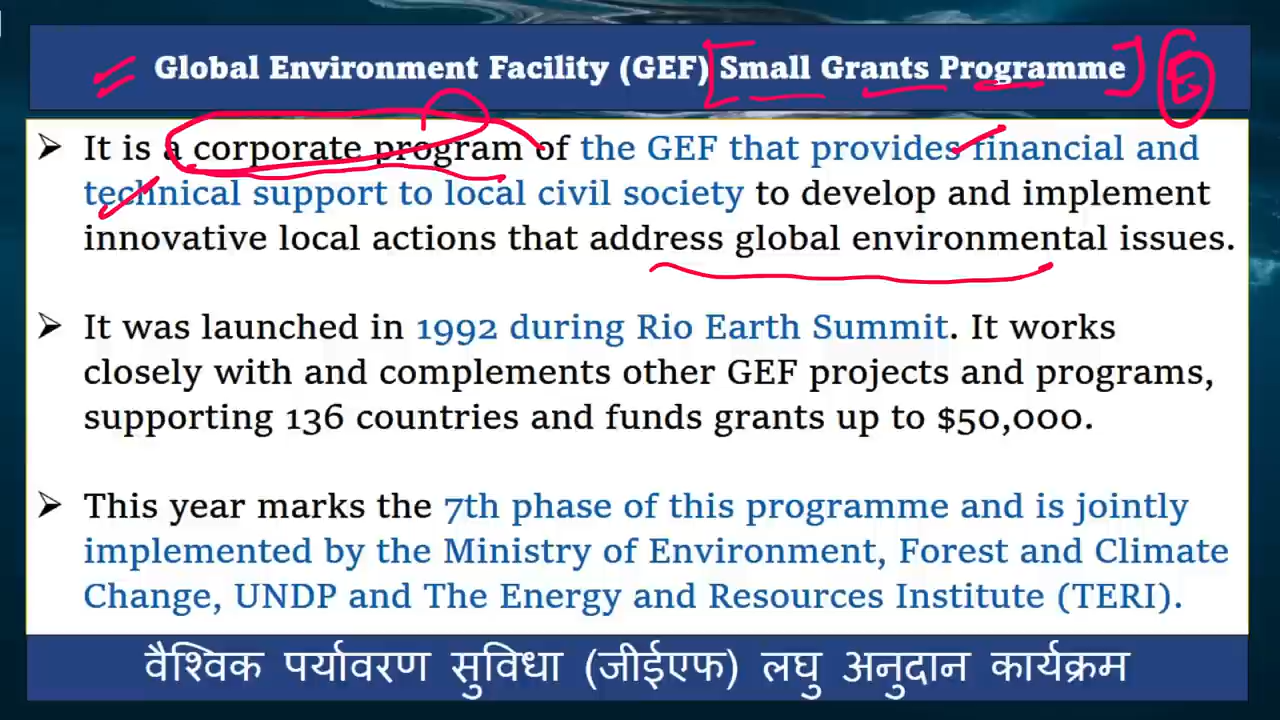 Global Environment Facility (GEF) Small Grants Programme E
➤ It is a corporate program of the GEF that provides financial and
technical support to local civil society to develop and implement
innovative local actions that address global environmental issues.
➤ It was launched in 1992 during Rio Earth Summit. It works
closely with and complements other GEF projects and programs,
supporting 136 countries and funds grants up to $50,000.
➤ This year marks the 7th phase of this programme and is jointly
implemented by the Ministry of Environment, Forest and Climate
Change, UNDP and The Energy and Resources Institute (TERI).
वैश्विक पर्यावरण सुविधा (जीईएफ) लघु अनुदान कार्यक्रम